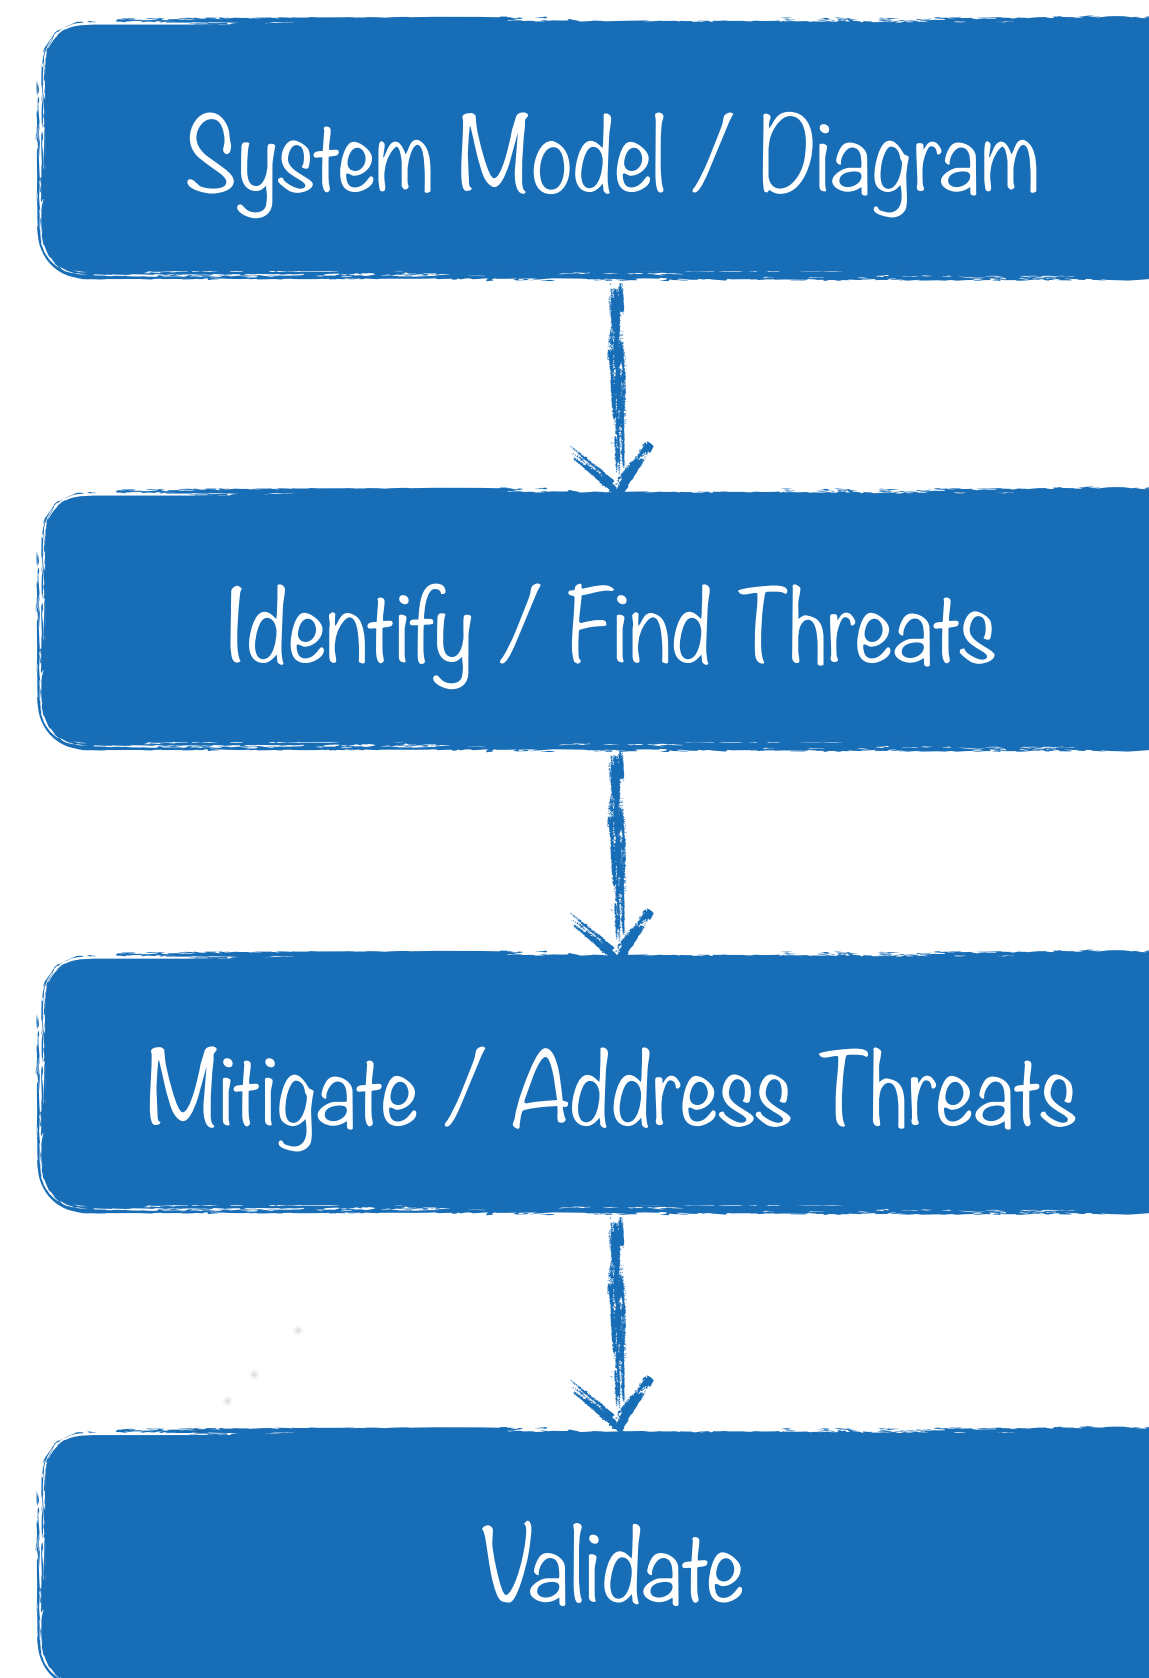 System Model / Diagram
Identify / Find Threats
Mitigate / Address Threats
Validate